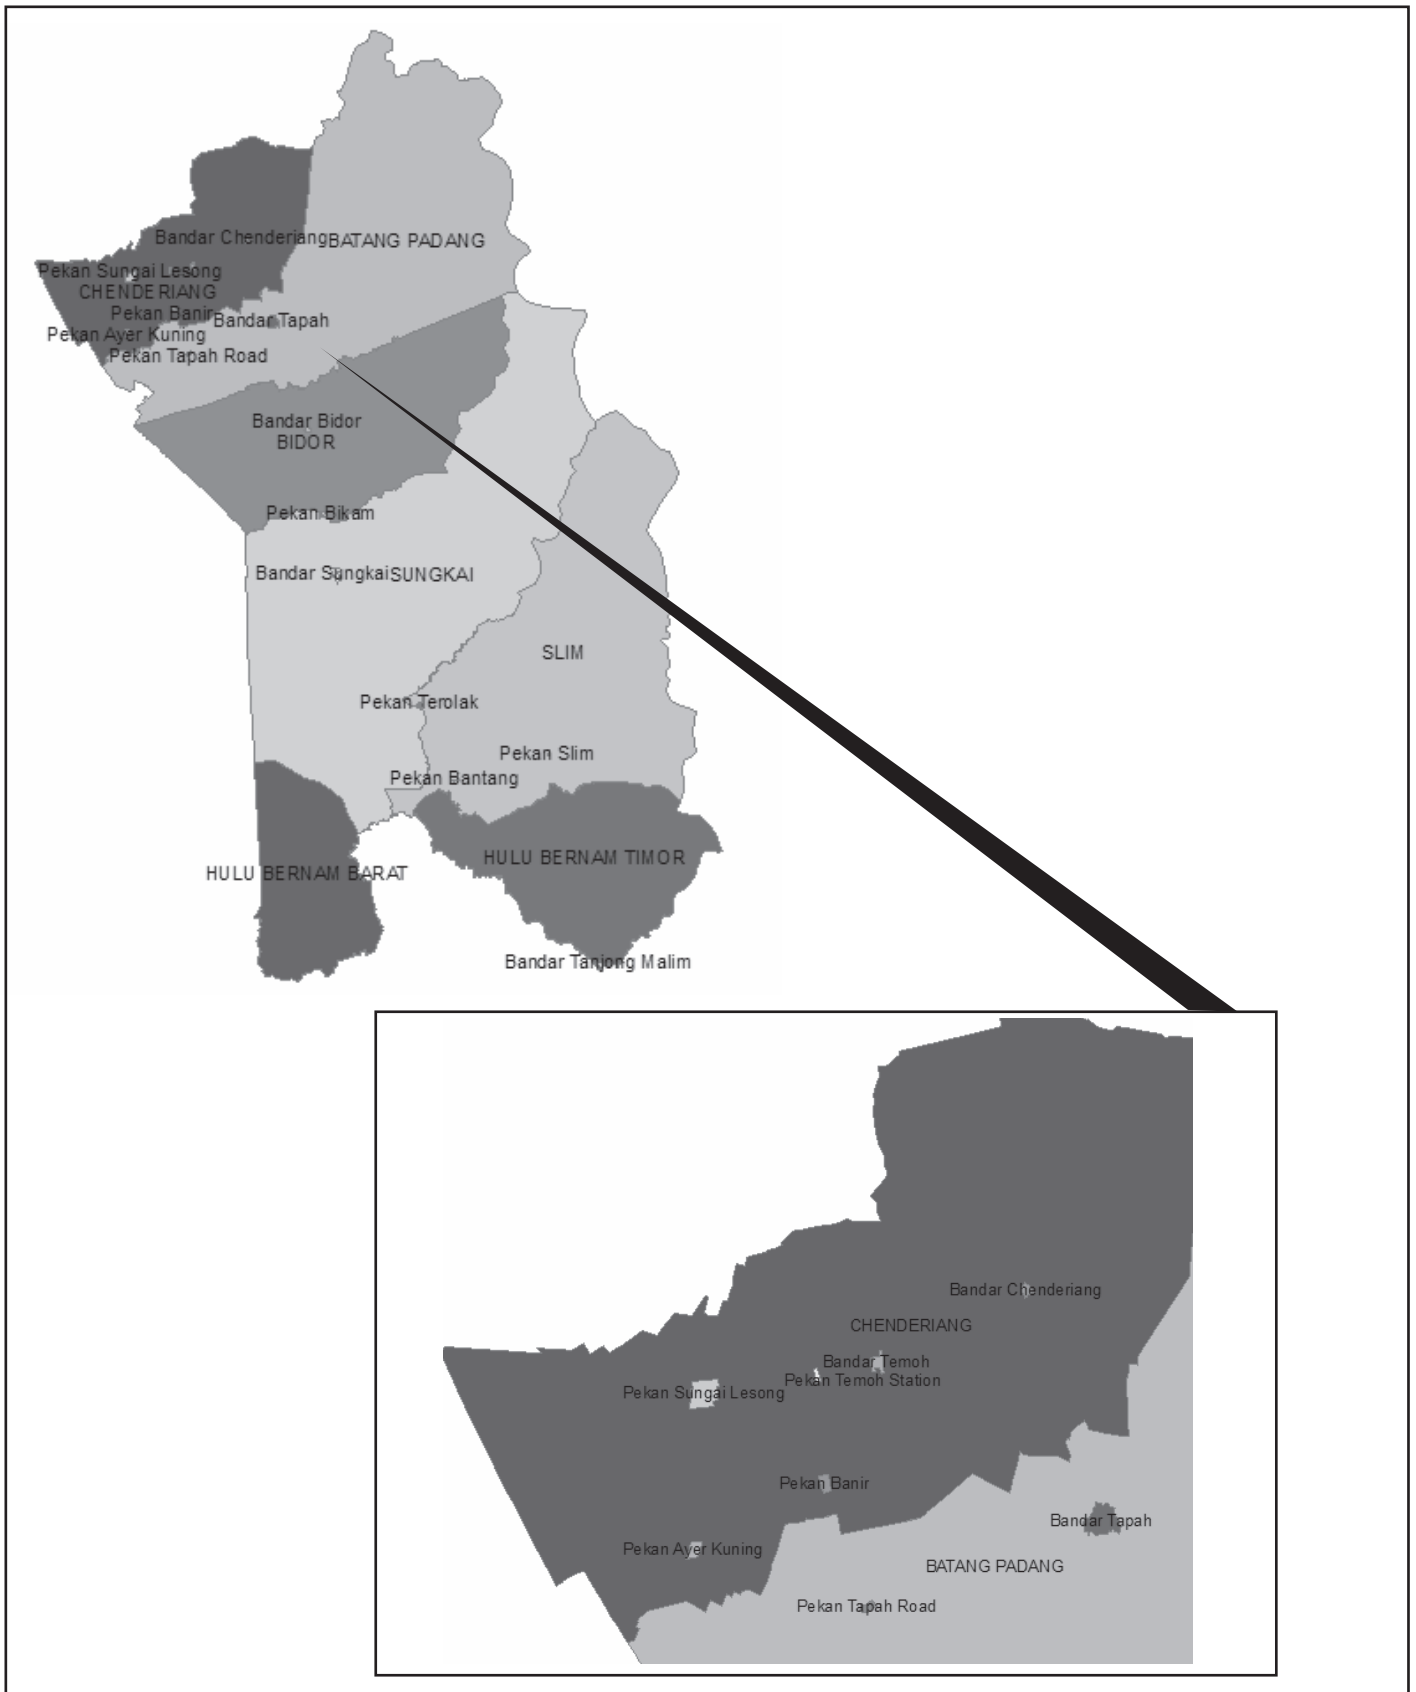 Bandar Chenderiang
BATANG PADANG
Pekan Sungai Lesong
CHENDERIANG
Pekan Banir
Bandar Tapah
Pekan Ayer Kuning
Pekan Tapah Road
Bandar Bidor
BIDOR
Pekan Bikam
Bandar Sungkai
SUNGKAI
SLIM
Pekan Terolak
Pekan Slim
Pekan Bantang
HULU BERNAM TIMOR
HULU BERNAM BARAT
Bandar Tanjong Malim
Bandar Chenderiang
CHENDERIANG
Bandar Temoh
Pekan Temoh Station
Pekan Sungai Lesong
Pekan Banir
Bandar Tapah
Pekan Ayer Kuning
BATANG PADANG
Pekan Tapah Road